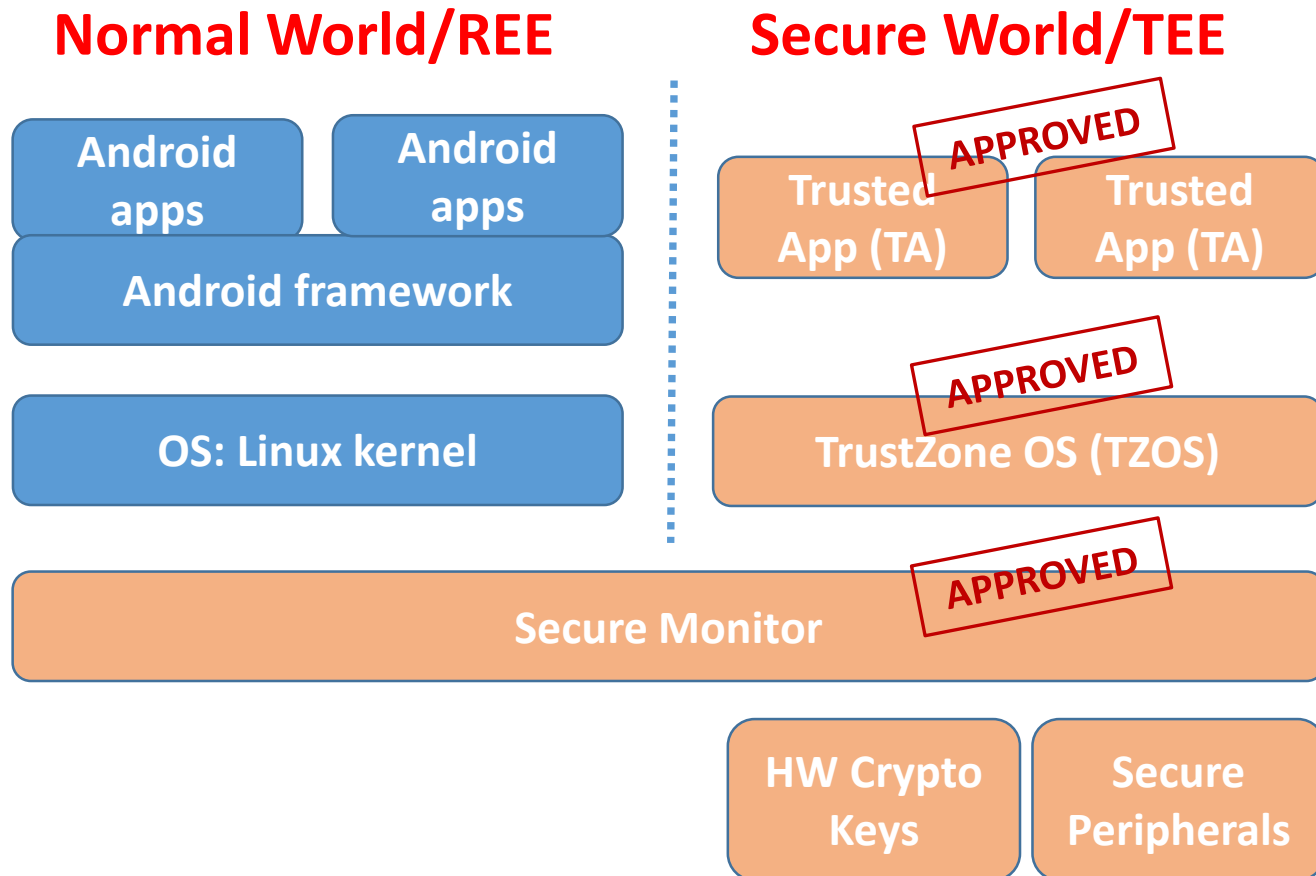 Normal World/REE
Secure World/TEE
Android
apps
Android
apps
Android framework
OS: Linux kernel
APPROVED
Trusted
App (TA)
Trusted
App (TA)
APPROVED
TrustZone OS (TZOS)
APPROVED
Secure Monitor
HW Crypto
Keys
Secure
Peripherals